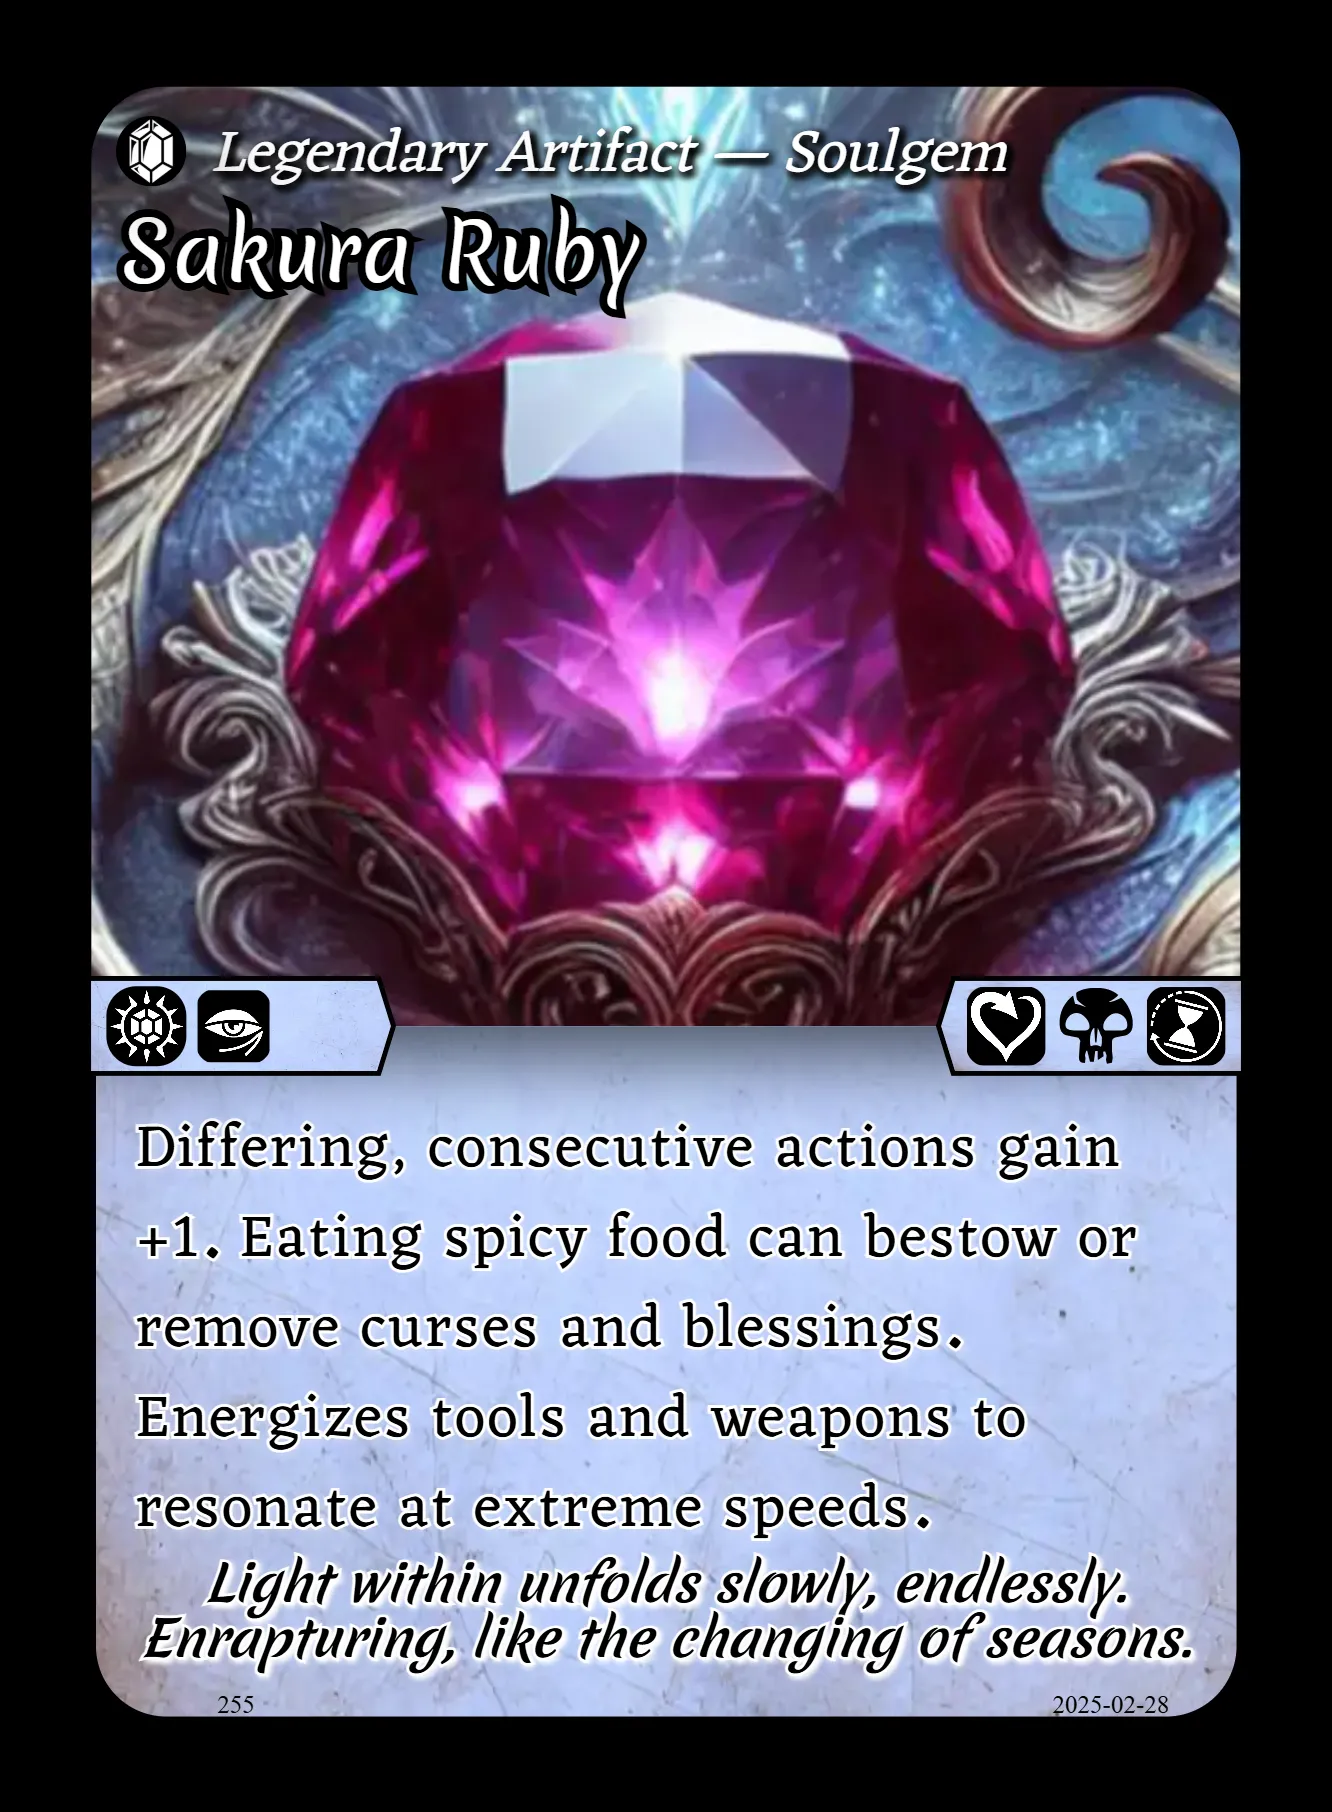 Legendary Artifact — Soulgem
Sakura Ruby
Differing, consecutive actions gain
+1. Eating spicy food can bestow or
remove curses and blessings.
Energizes tools and weapons to
resonate at extreme speeds.
Light within unfolds slowly, endlessly.
Enrapturing, like the changing of seasons.
255
2025-02-28